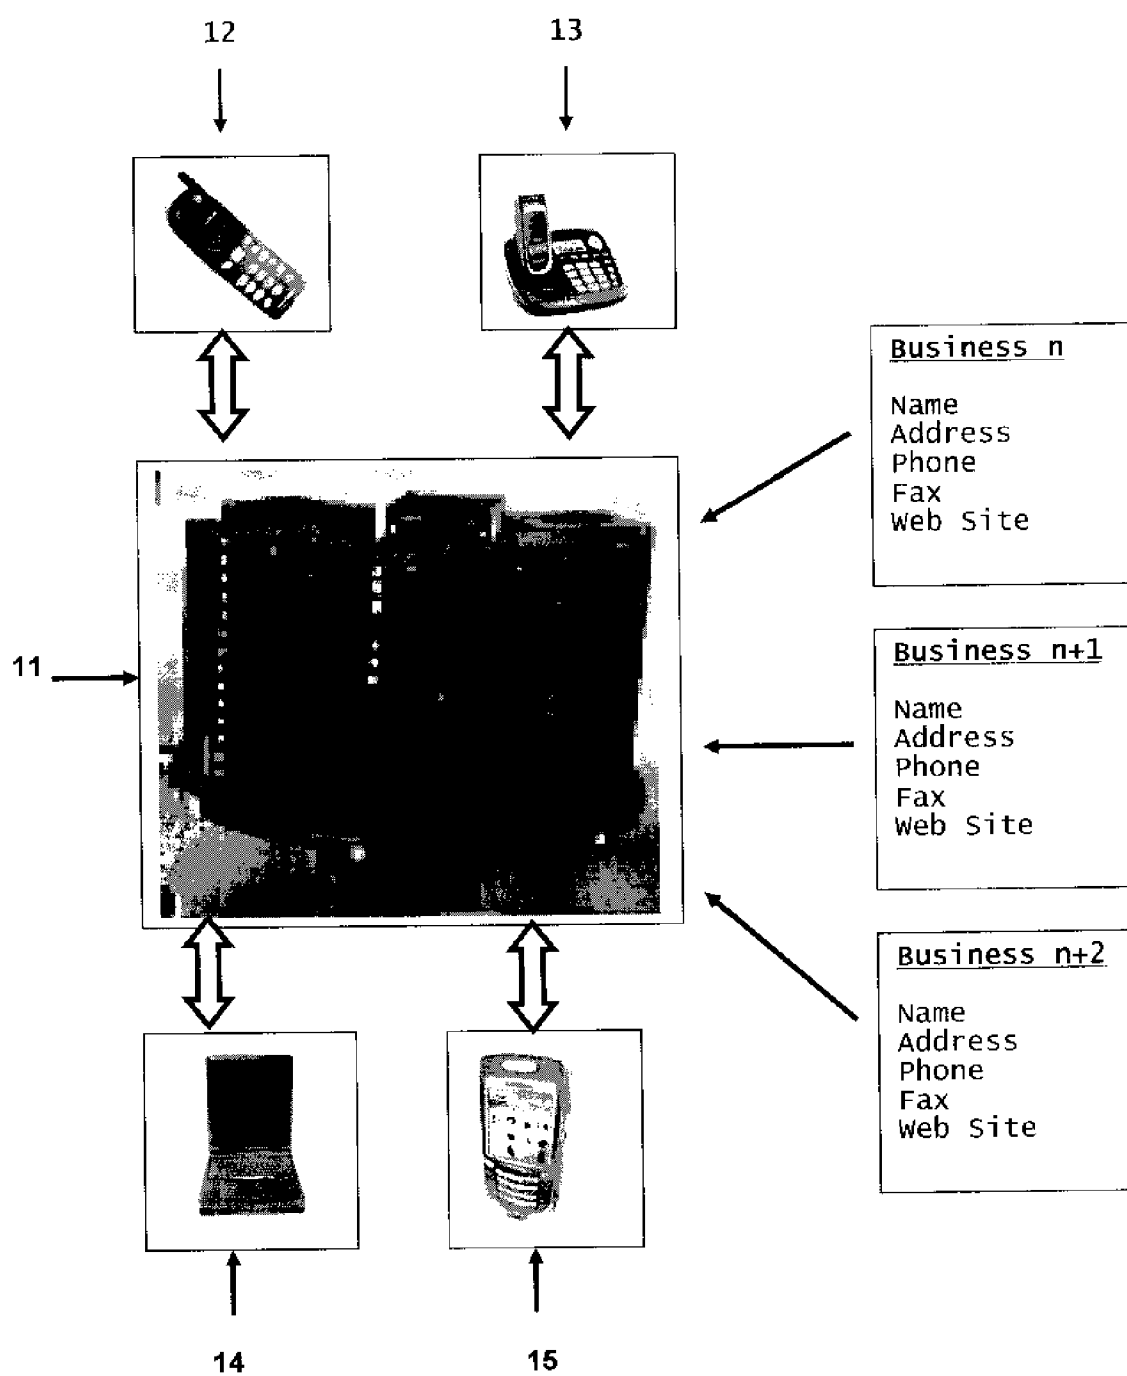 12
13
Business n
Name
Address
Phone
Fax
Web Site
11
Business n+1
Name
Address
Phone
Fax
Web Site
Business n+2
Name
Address
Phone
Fax
Web Site
14
15